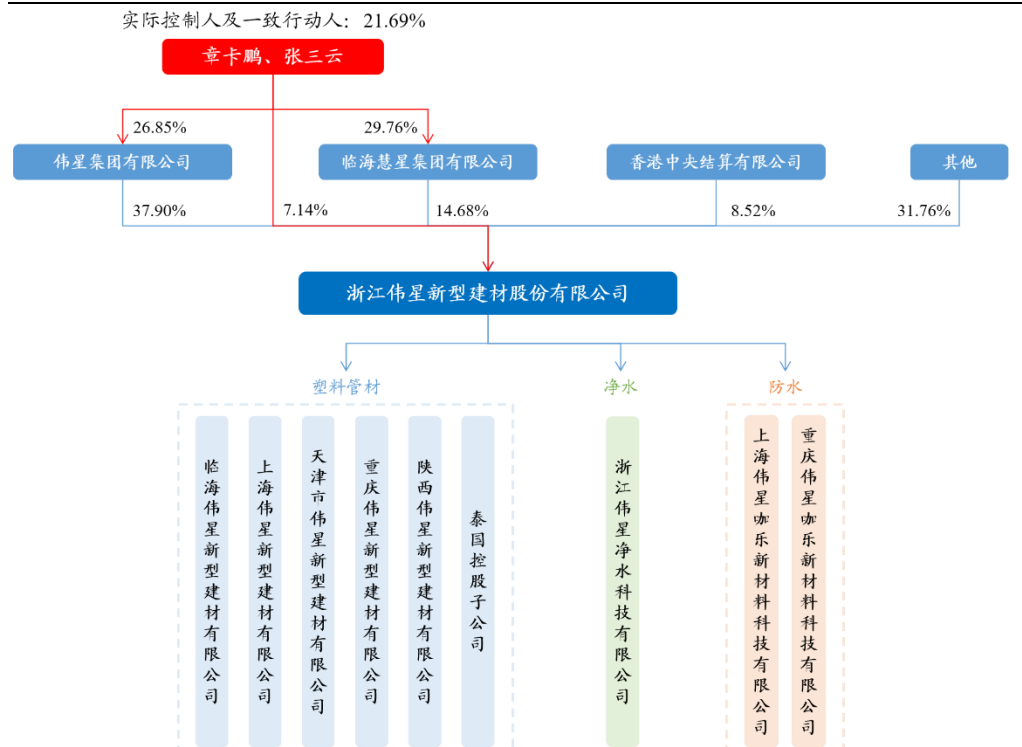 实际控制人及一致行动人：21.69%
章卡鹏、张三云
26.85%
29.76%
伟星集团有限公司
临海慧星集团有限公司
香港中央结算有限公司
其他
37.90%
7.14%
14.68%
8.52%
31.76%
浙江伟星新型建材股份有限公司
塑料管材
净水
防水
临海伟星新型建材有限公司
上海伟星新型建材有限公司
天津市伟星新型建材有限公司
重庆伟星新型建材有限公司
陕西伟星新型建材有限公司
泰国控股子公司
浙江伟星净水科技有限公司
上海伟星咖乐新材料科技有限公司
重庆伟星咖乐新材料科技有限公司